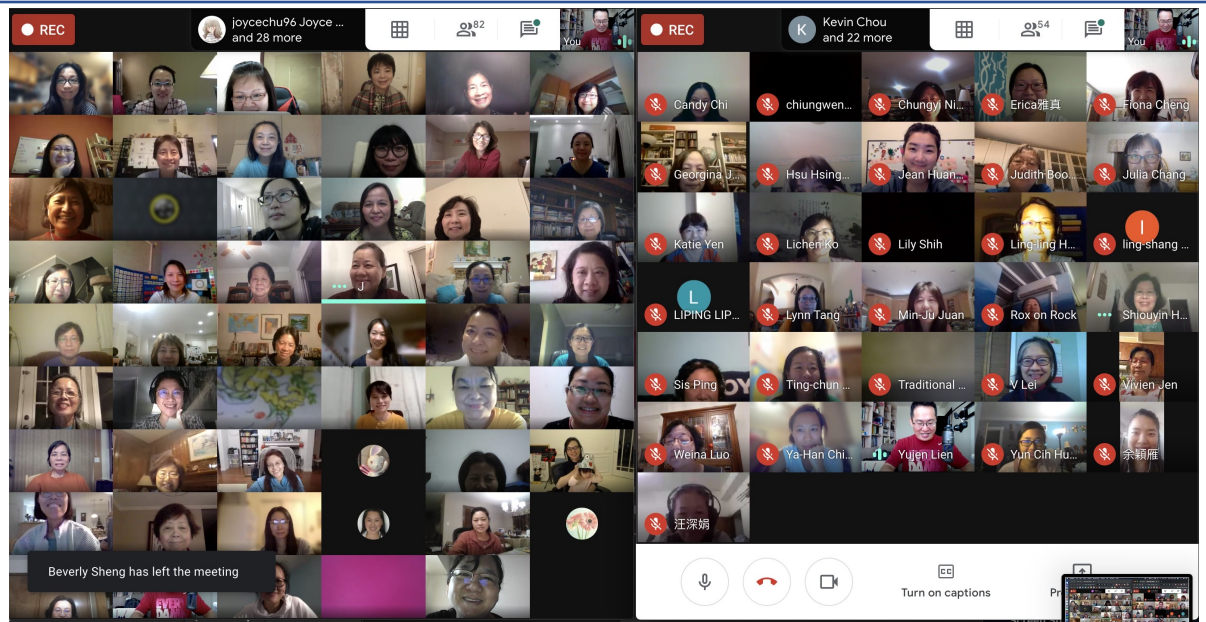 REC
joycechu96 Joyce ...
and 28 more
82
You
J
Beverly Sheng has left the meeting
REC
K
Kevin Chou
and 22 more
54
You
Candy Chi
chiungwen...
Chungyi Ni...
Erica雅真
Fiona Cheng
Georgina J...
Hsu Hsing...
Jean Huan...
Judith Boo...
Julia Chang
Katie Yen
Lichen Ko
Lily Shih
Ling-ling H...
I
ling-shang ...
L
LIPING LIP...
Lynn Tang
Min-Ju Juan
Rox on Rock
Shiouyin H...
Sis Ping
Ting-chun ...
Traditional ...
V Lei
Vivien Jen
Weina Luo
Ya-Han Chi...
Yujen Lien
Yun Cih Hu...
余穎雁
汪深娟
CC
Turn on captions